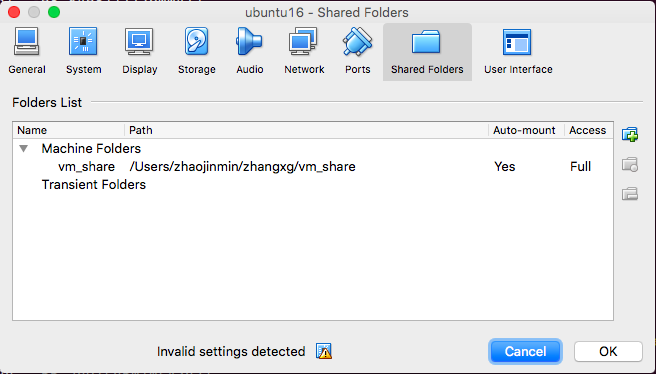 ubuntu16 - Shared Folders
General System Display Storage Audio Network Ports Shared Folders User Interface
Folders List
Name Path Auto-mount Access
Machine Folders
vm_share /Users/zhaojinmin/zhangxg/vm_share Yes Full
Transient Folders
Invalid settings detected Cancel OK